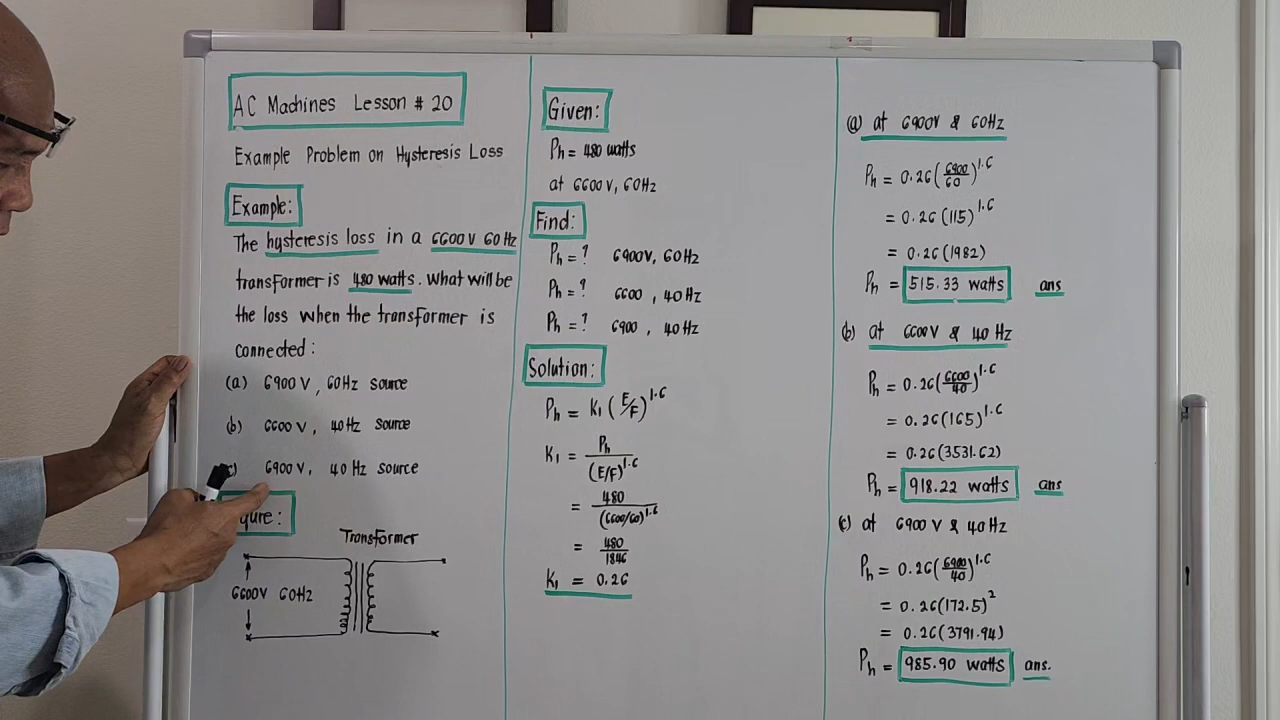 AC Machines Lesson # 20
Example Problem on Hysteresis Loss
Example:
The hysteresis loss in a 6600V 60Hz
transformer is 480 watts. What will be
the loss when the transformer is
connected:
(a) 6900 V, 60Hz source
(b) 6600 V, 40Hz source
6900 V, 40 Hz source
gure:
Transformer
6600V 60Hz
Given:
Ph = 480 watts
at 6600V, 60Hz
Find:
Ph = ? 6900V, 60Hz
Ph = ? 6600, 40Hz
Ph = ? 6900, 40Hz
Solution:
Ph = K1 (E/F)^1.6
K1 = Ph / (E/F)^1.6
= 480 / (6600/60)^1.6
= 480 / 1846
K1 = 0.26
(a) at 6900V & 60Hz
Ph = 0.26(6900/60)^1.6
= 0.26(115)^1.6
= 0.26(1982)
Ph = 515.33 watts ans
(b) at 6600V & 40 Hz
Ph = 0.26(6600/40)^1.6
= 0.26(165)^1.6
= 0.26(3531.62)
Ph = 918.22 watts ans
(c) at 6900 V & 40Hz
Ph = 0.26(6900/40)^1.6
= 0.26(172.5)^2
= 0.26(3791.94)
Ph = 985.90 watts ans.